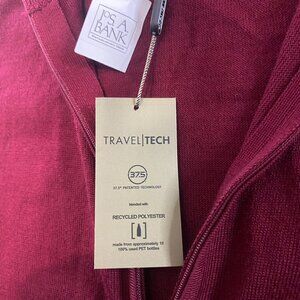 JOS. A.
BANK
TRAVEL|TECH
37.5
37.5® PATENTED TECHNOLOGY
blended with
RECYCLED POLYESTER
made from approximately 10
100% used PET bottles